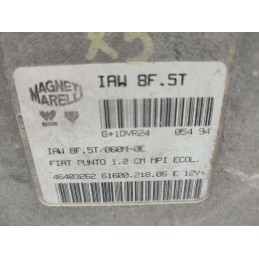 X5
MAGNETI
MARELLI
IAW 8F.5T
G+1DVR24 054 94
IAW 8F.5T/060M-0E
FIAT PUNTO 1.2 CM MPI ECOL.
46403262 61600.218.06 E 12V